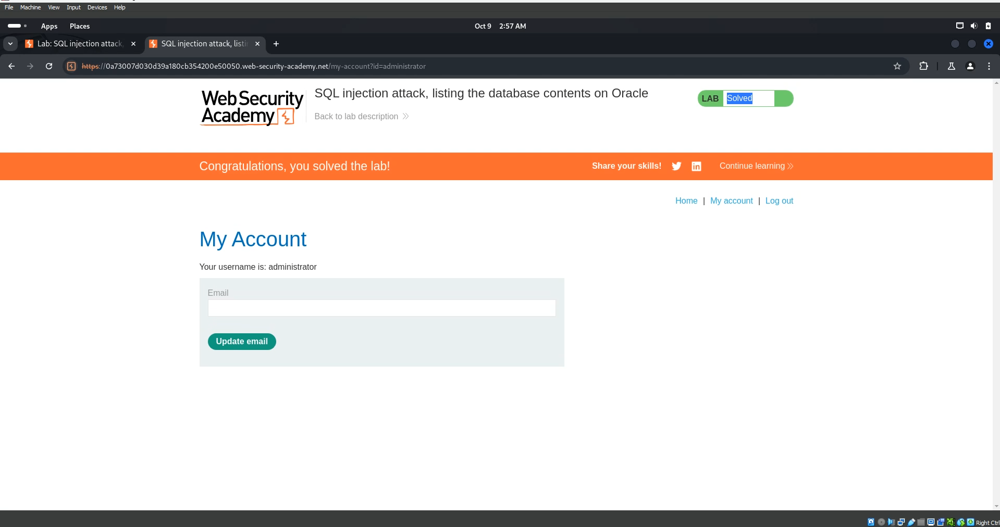 File Machine View Input Devices Help
Apps Places Oct 9 2:57 AM
Lab: SQL injection attack, SQL injection attack, listi
https://0a73007d030d39a180cb354200e50050.web-security-academy.net/my-account?id=administrator
Web Security
Academy
SQL injection attack, listing the database contents on Oracle
LAB Solved
Back to lab description
Congratulations, you solved the lab! Share your skills! Continue learning
Home | My account | Log out
My Account
Your username is: administrator
Email
Update email
Right Ctrl